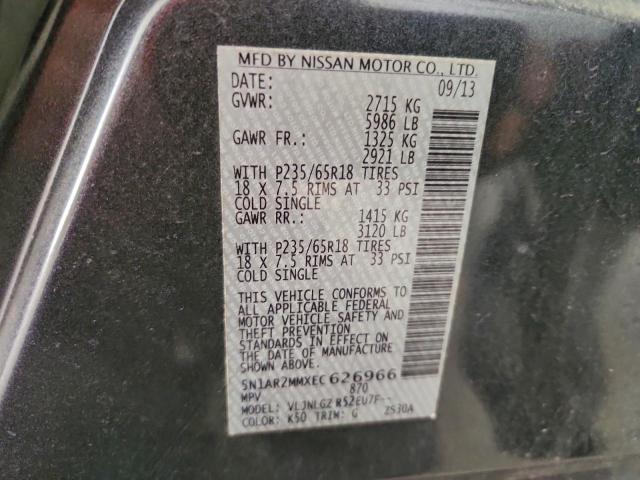 MFD BY NISSAN MOTOR CO., LTD.
DATE: 09/13
GVWR: 2715 KG
5986 LB
GAWR FR.: 1325 KG
2921 LB
WITH P235/65R18 TIRES
18 X 7.5 RIMS AT 33 PSI
COLD SINGLE
GAWR RR.: 1415 KG
3120 LB
WITH P235/65R18 TIRES
18 X 7.5 RIMS AT 33 PSI
COLD SINGLE
THIS VEHICLE CONFORMS TO
ALL APPLICABLE FEDERAL
MOTOR VEHICLE SAFETY AND
THEFT PREVENTION
STANDARDS IN EFFECT ON
THE DATE OF MANUFACTURE
5N1AR2MMXEC626966
MPV 870
MODEL: VLJNLGZ R52EU7F--
COLOR: K50 TRIM: G ZS30A